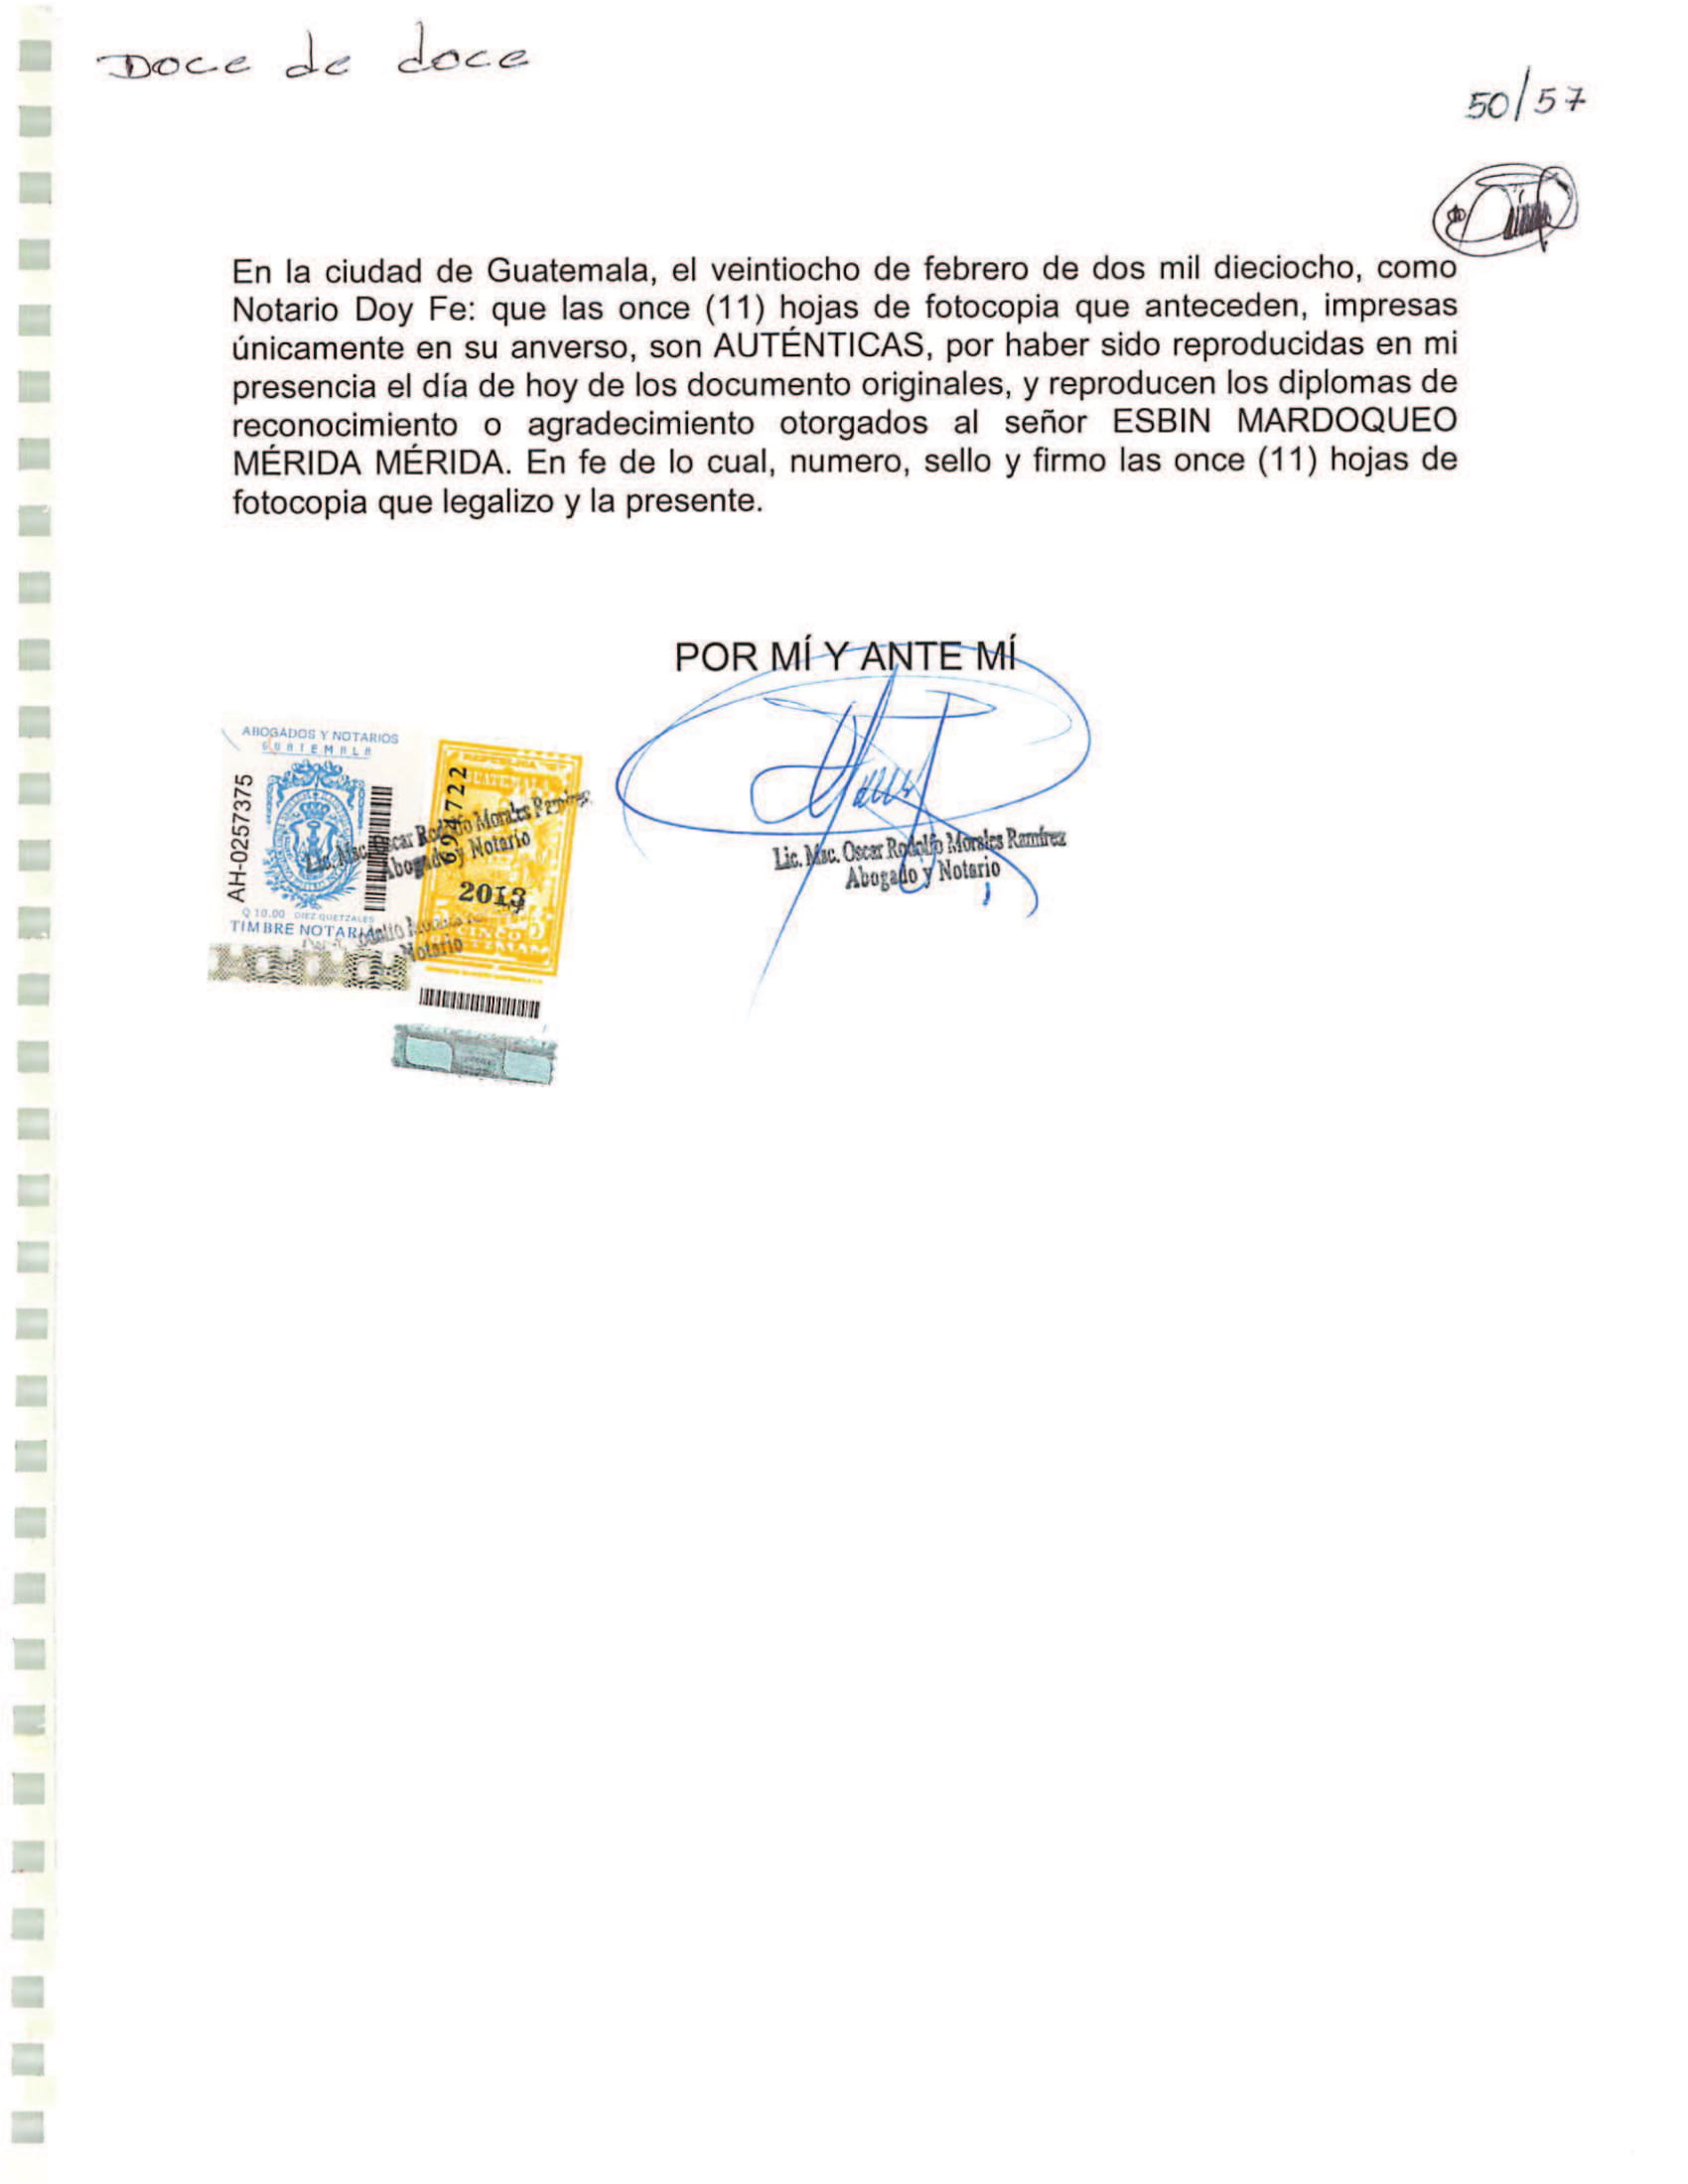 Doce de doce
50/57
En la ciudad de Guatemala, el veintiocho de febrero de dos mil dieciocho, como
Notario Doy Fe: que las once (11) hojas de fotocopia que anteceden, impresas
únicamente en su anverso, son AUTÉNTICAS, por haber sido reproducidas en mi
presencia el día de hoy de los documento originales, y reproducen los diplomas de
reconocimiento o agradecimiento otorgados al señor ESBIN MARDOQUEO
MÉRIDA MÉRIDA. En fe de lo cual, numero, sello y firmo las once (11) hojas de
fotocopia que legalizo y la presente.
POR MÍ Y ANTE MÍ
ABOGADOS Y NOTARIOS
GUATEMALA
AH-0257375
Q 10.00 DIEZ QUETZALES
TIMBRE NOTARIAL
Lic. Msc. Oscar Rodolfo Morales Ramírez
Abogado y Notario
CINCO
Notario
Lic. Msc. Oscar Rodolfo Morales Ramírez
Abogado y Notario